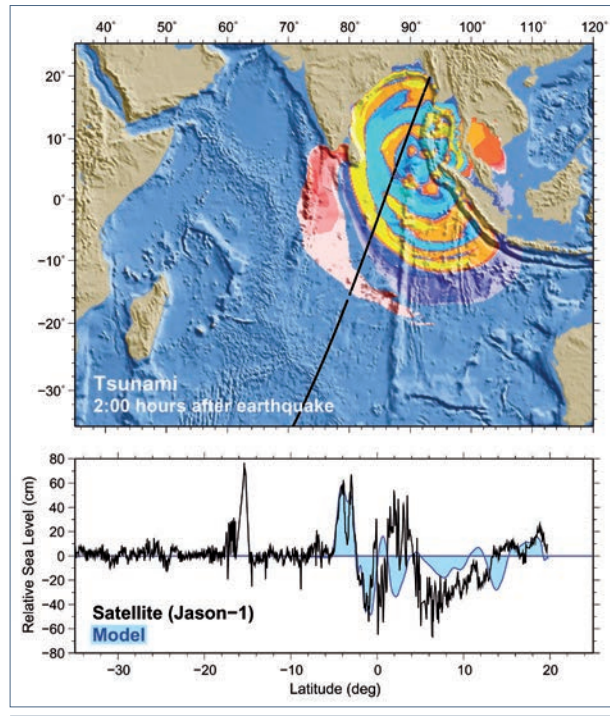 40° 50° 60° 70° 80° 90° 100° 110° 120°
20°
10°
0°
−10°
−20°
−30°
Tsunami
2:00 hours after earthquake
Relative Sea Level (cm)
80
60
40
20
0
−20
−40
−60
−80
Satellite (Jason−1)
Model
−30 −20 −10 0 10 20
Latitude (deg)